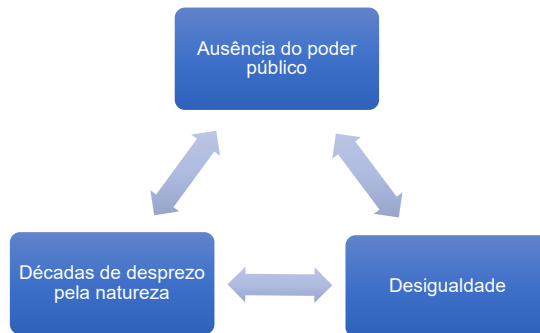 Ausência do poder
público
Décadas de desprezo
pela natureza
Desigualdade